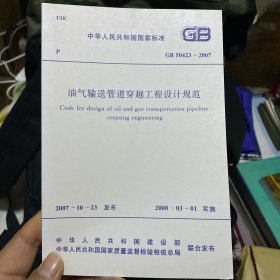 UDC
中华人民共和国国家标准
GB
P
GB 50423-2007
油气输送管道穿越工程设计规范
Code for design of oil and gas transportation pipeline
crossing engineering
2007-10-23 发布
2008-03-01 实施
中华人民共和国建设部
中华人民共和国国家质量监督检验检疫总局
联合发布